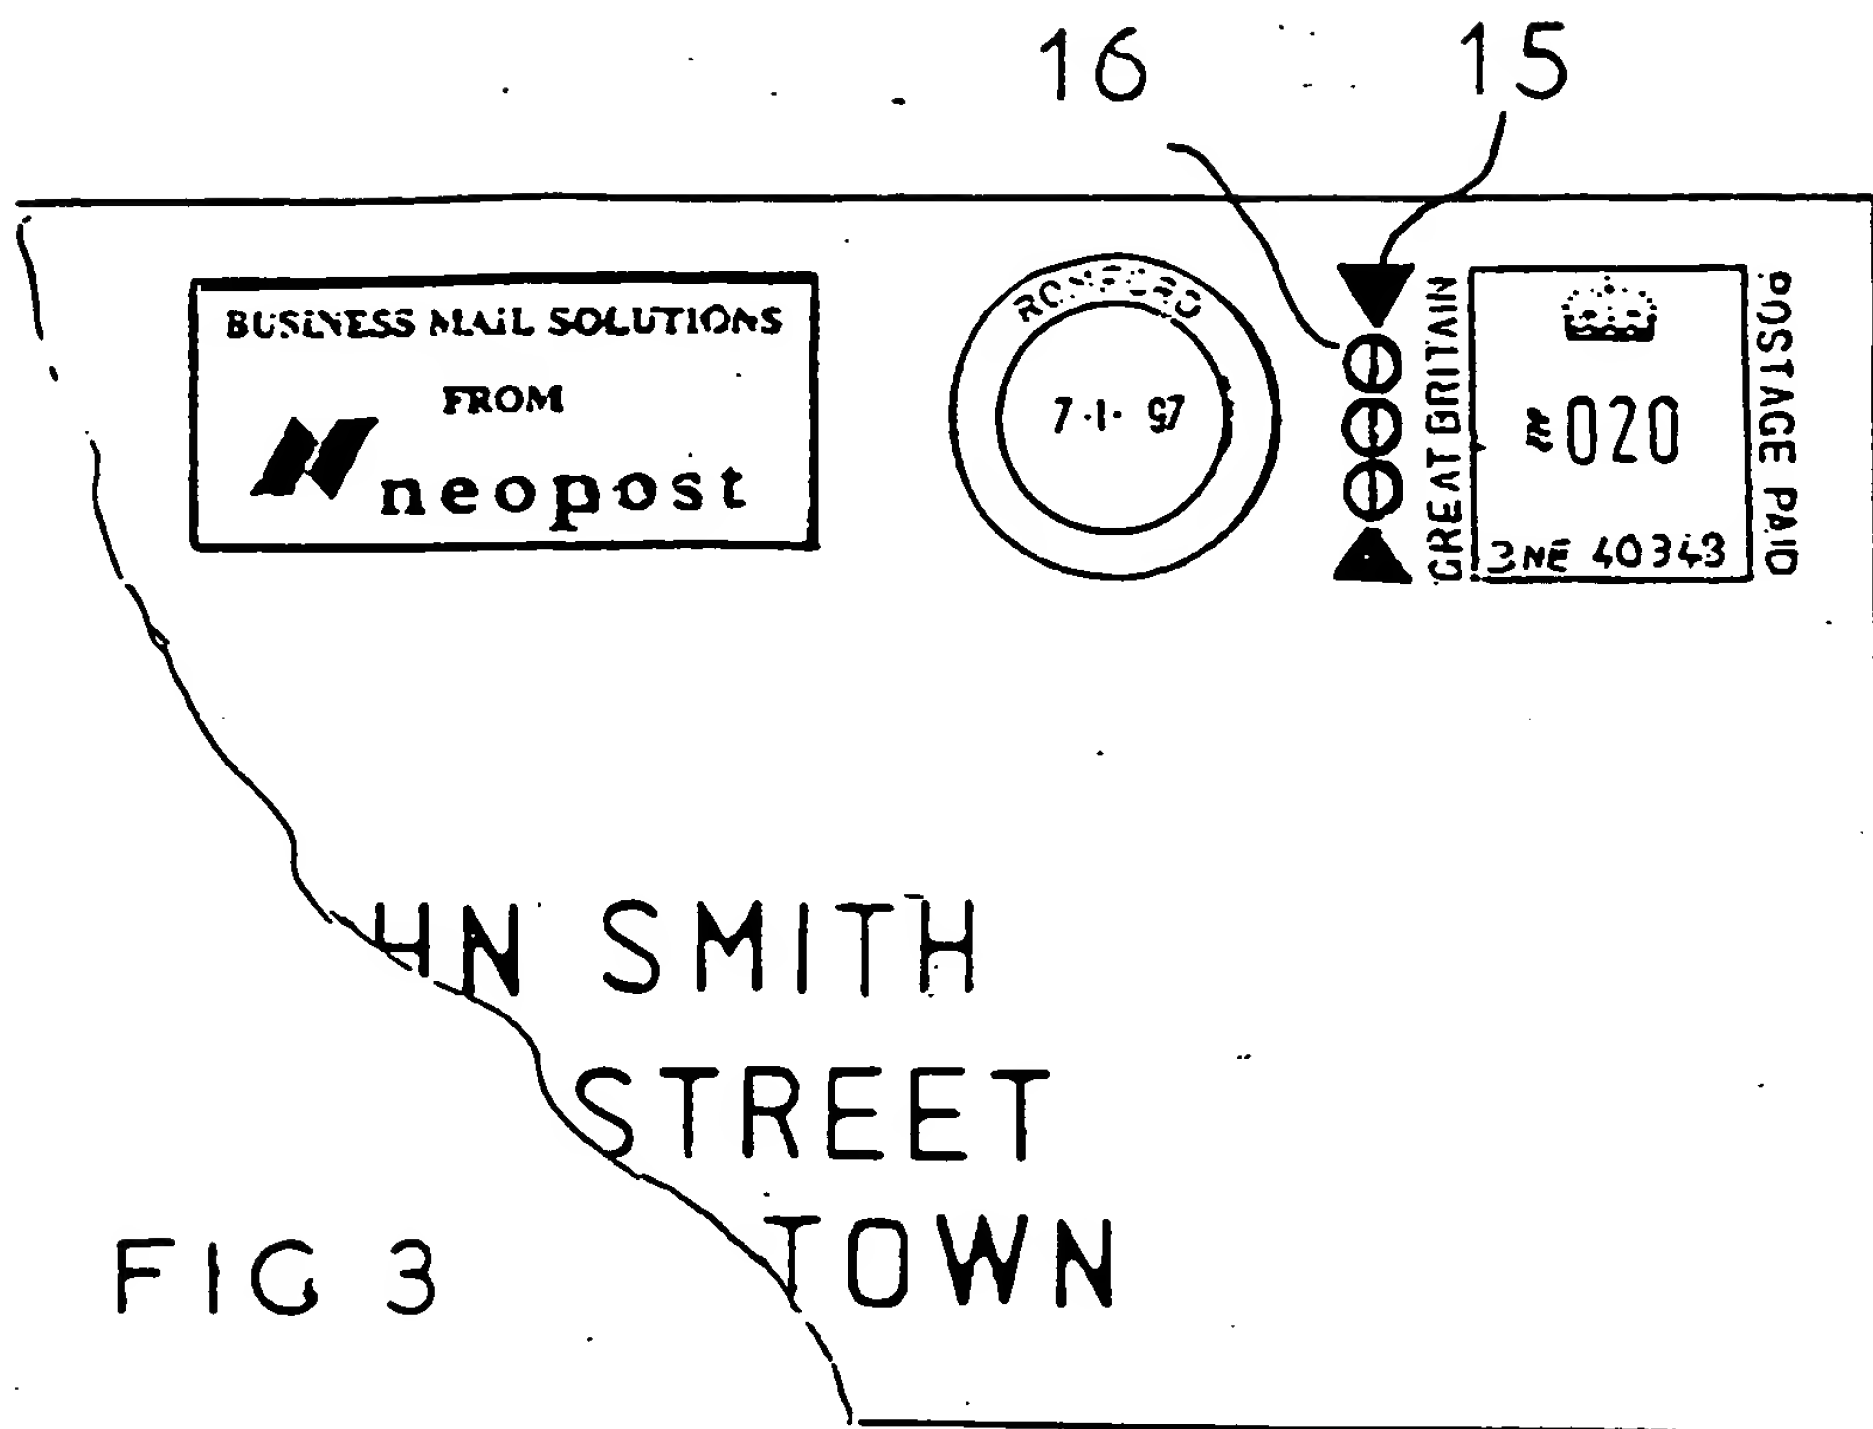 16 15
BUSINESS MAIL SOLUTIONS
FROM
neopost
ROMFORD
7·1· 97
GREAT BRITAIN
020
3NE 40343
POSTAGE PAID
HN SMITH
STREET
TOWN
FIG 3